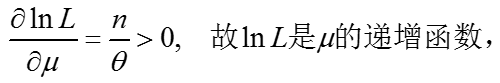 ∂ln L/∂μ = n/θ > 0, 故ln L是μ的递增函数,